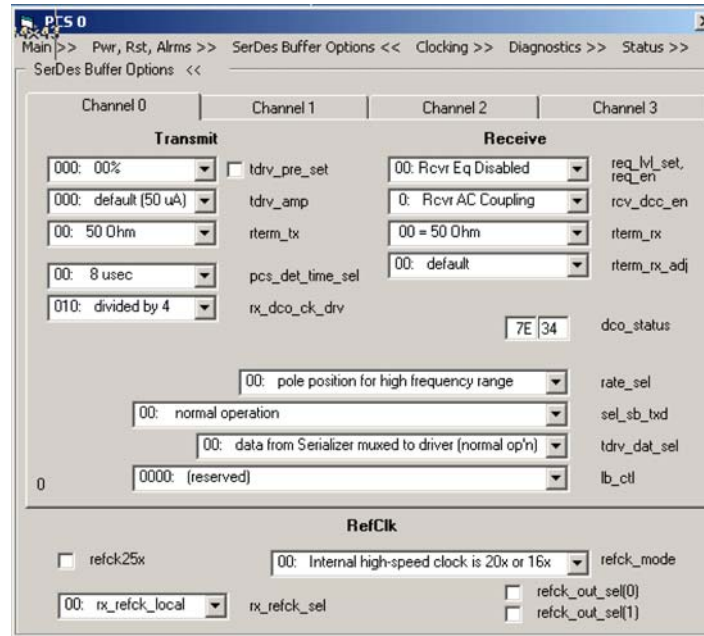 PCS 0
Main >> Pwr, Rst, Alrms >> SerDes Buffer Options << Clocking >> Diagnostics >> Status >>
SerDes Buffer Options <<
Channel 0 Channel 1 Channel 2 Channel 3
Transmit Receive
000: 00% tdrv_pre_set 00: Rcvr Eq Disabled req_lvl_set, req_en
000: default (50 uA) tdrv_amp 0: Rcvr AC Coupling rcv_dcc_en
00: 50 Ohm rterm_tx 00 = 50 Ohm rterm_rx
00: 8 usec pcs_det_time_sel 00: default rterm_rx_adj
010: divided by 4 rx_dco_ck_drv
7E 34 dco_status
00: pole position for high frequency range rate_sel
00: normal operation sel_sb_txd
00: data from Serializer muxed to driver (normal op'n) tdrv_dat_sel
0 0000: (reserved) lb_ctl
RefClk
refck25x 00: Internal high-speed clock is 20x or 16x refck_mode
00: rx_refck_local rx_refck_sel
refck_out_sel(0)
refck_out_sel(1)